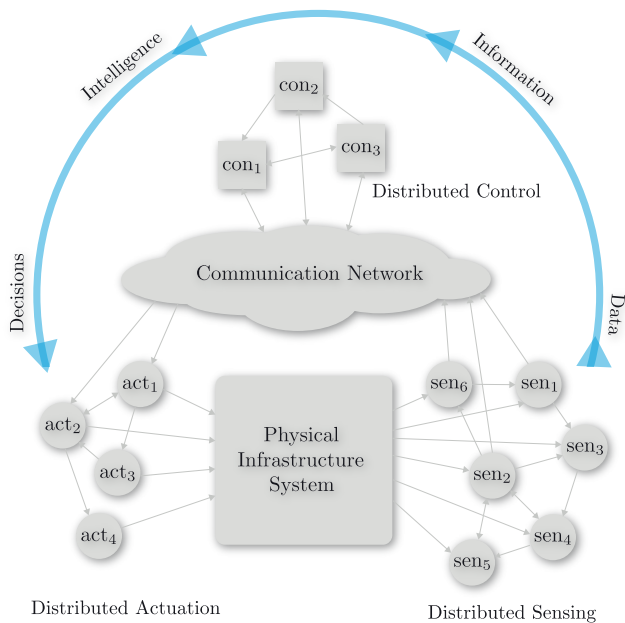 Intelligence
Information
con₂
con₁
con₃
Distributed Control
Communication Network
Decisions
Data
act₁
act₂
act₃
act₄
Physical
Infrastructure
System
sen₆
sen₁
sen₃
sen₂
sen₄
sen₅
Distributed Actuation
Distributed Sensing